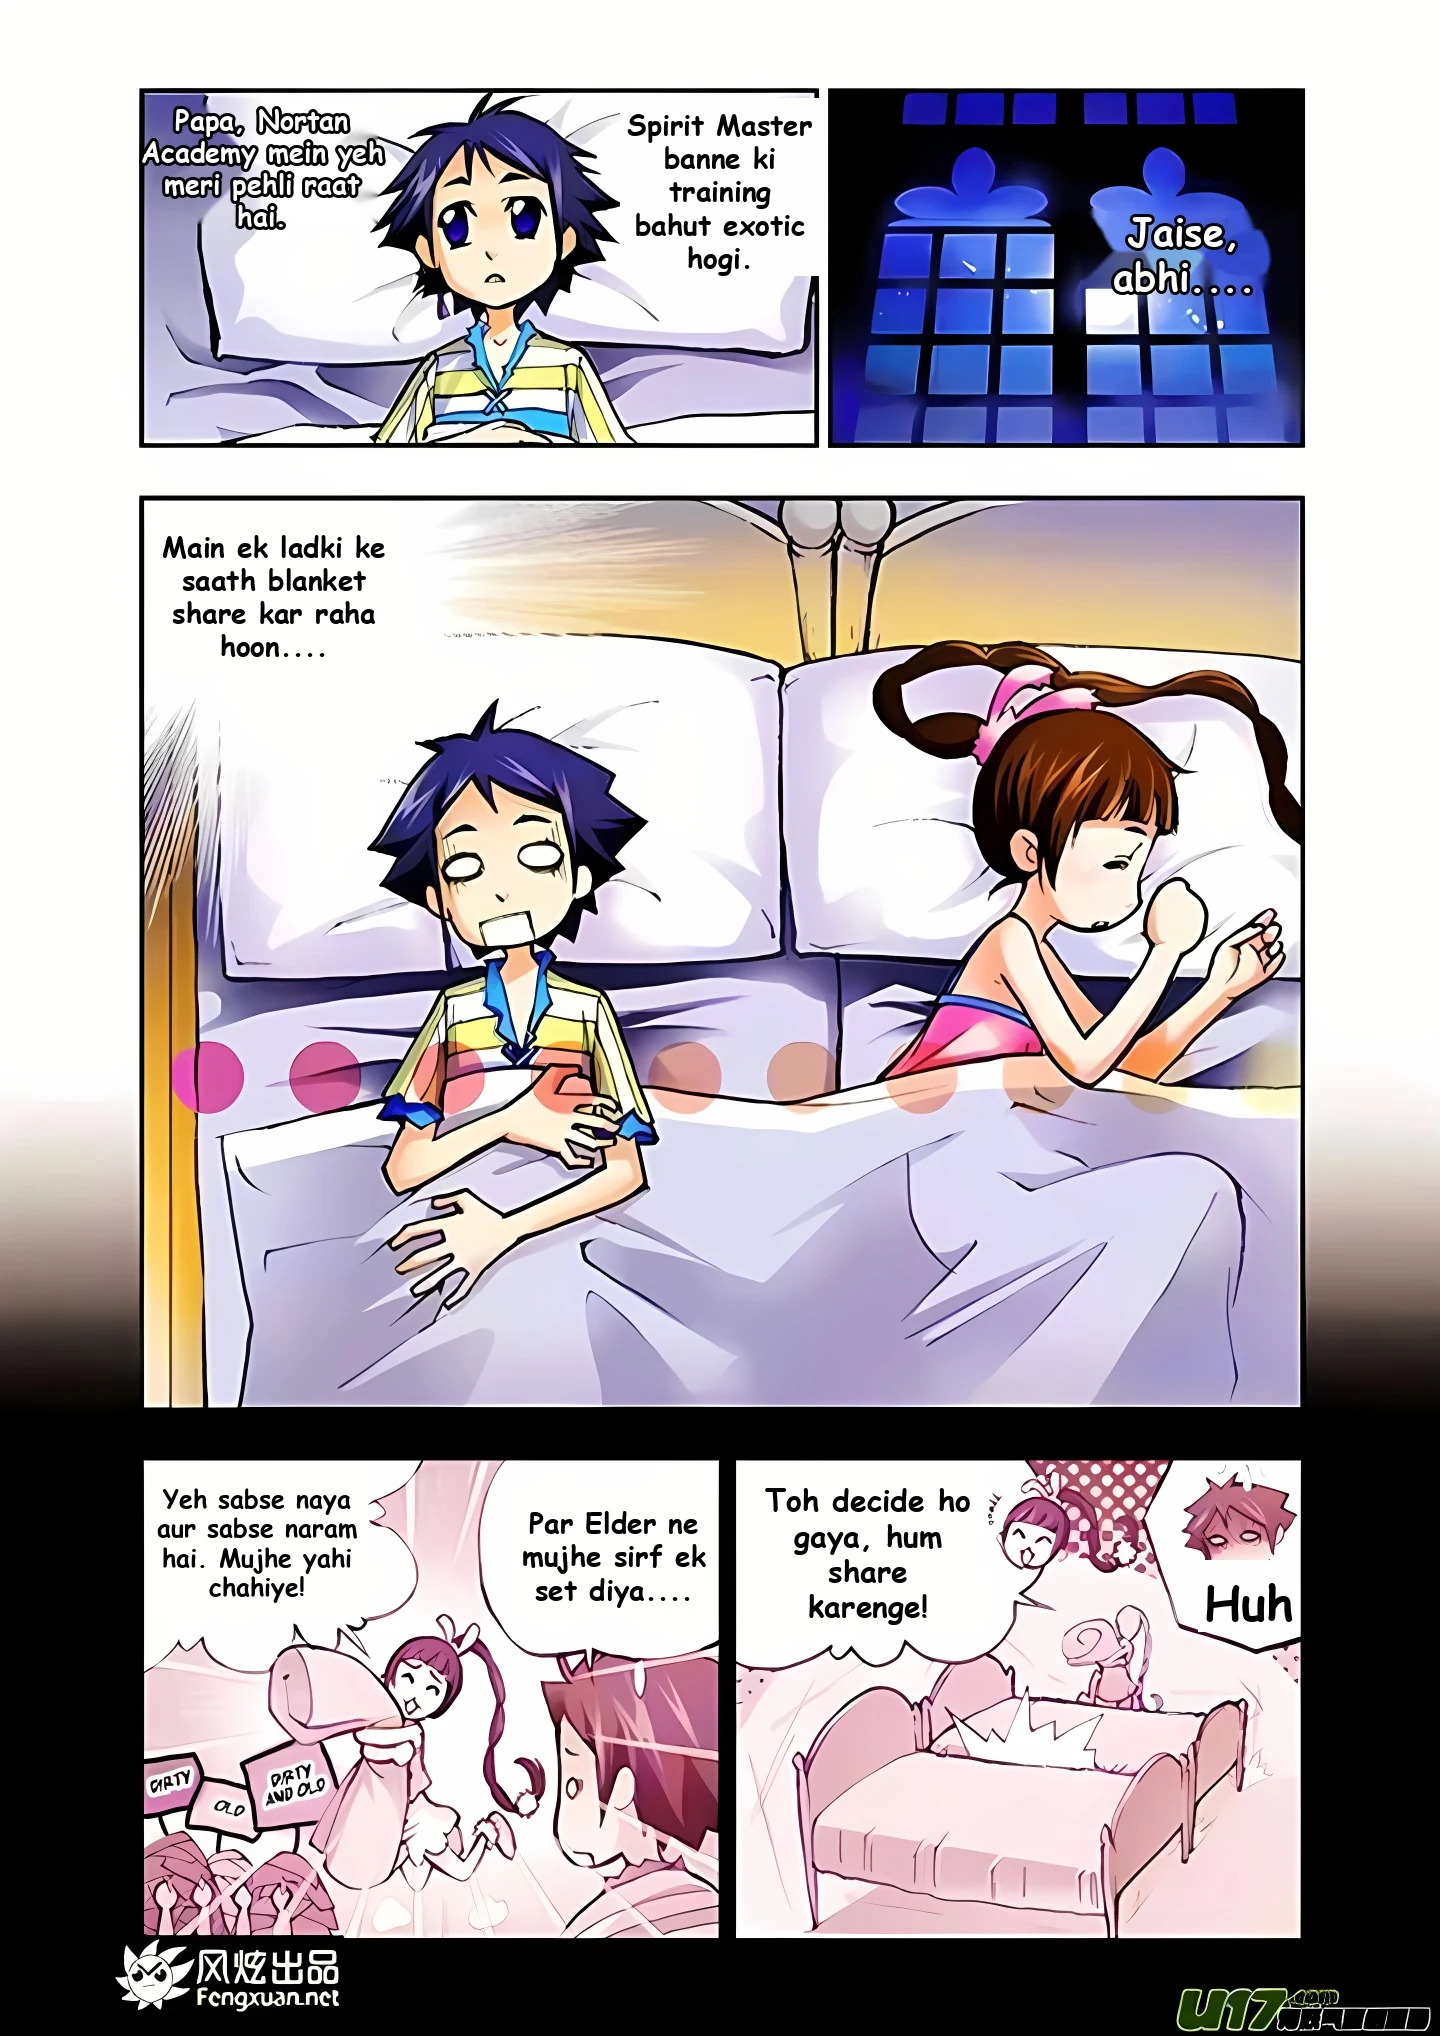 Papa, Nortan
Academy mein yeh
meri pehli raat
hai.
Spirit Master
banne ki
training
bahut exotic
hogi.
Jaise,
abhi....
Main ek ladki ke
saath blanket
share kar raha
hoon....
Yeh sabse naya
aur sabse naram
hai. Mujhe yahi
chahiye!
Par Elder ne
mujhe sirf ek
set diya....
DIRTY
OLD
DIRTY
AND OLD
Toh decide ho
gaya, hum
share
karenge!
Huh
风炫出品
Fengxuan.net
U17.com